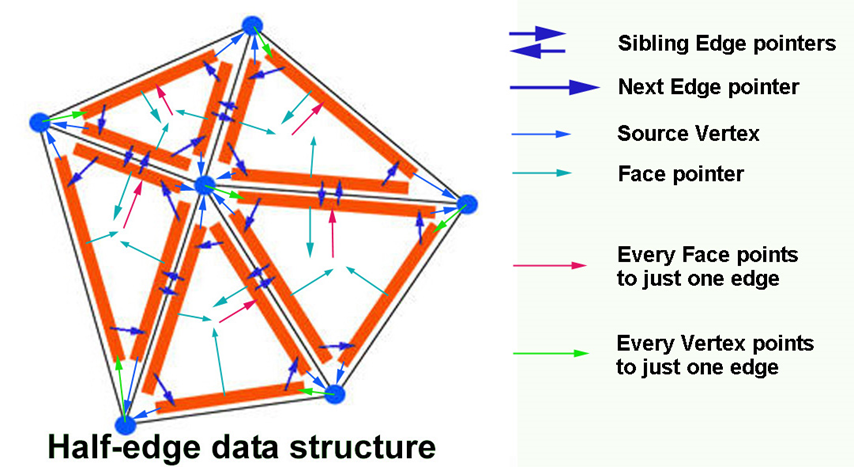 Sibling Edge pointers
Next Edge pointer
Source Vertex
Face pointer
Every Face points
to just one edge
Every Vertex points
to just one edge
Half-edge data structure